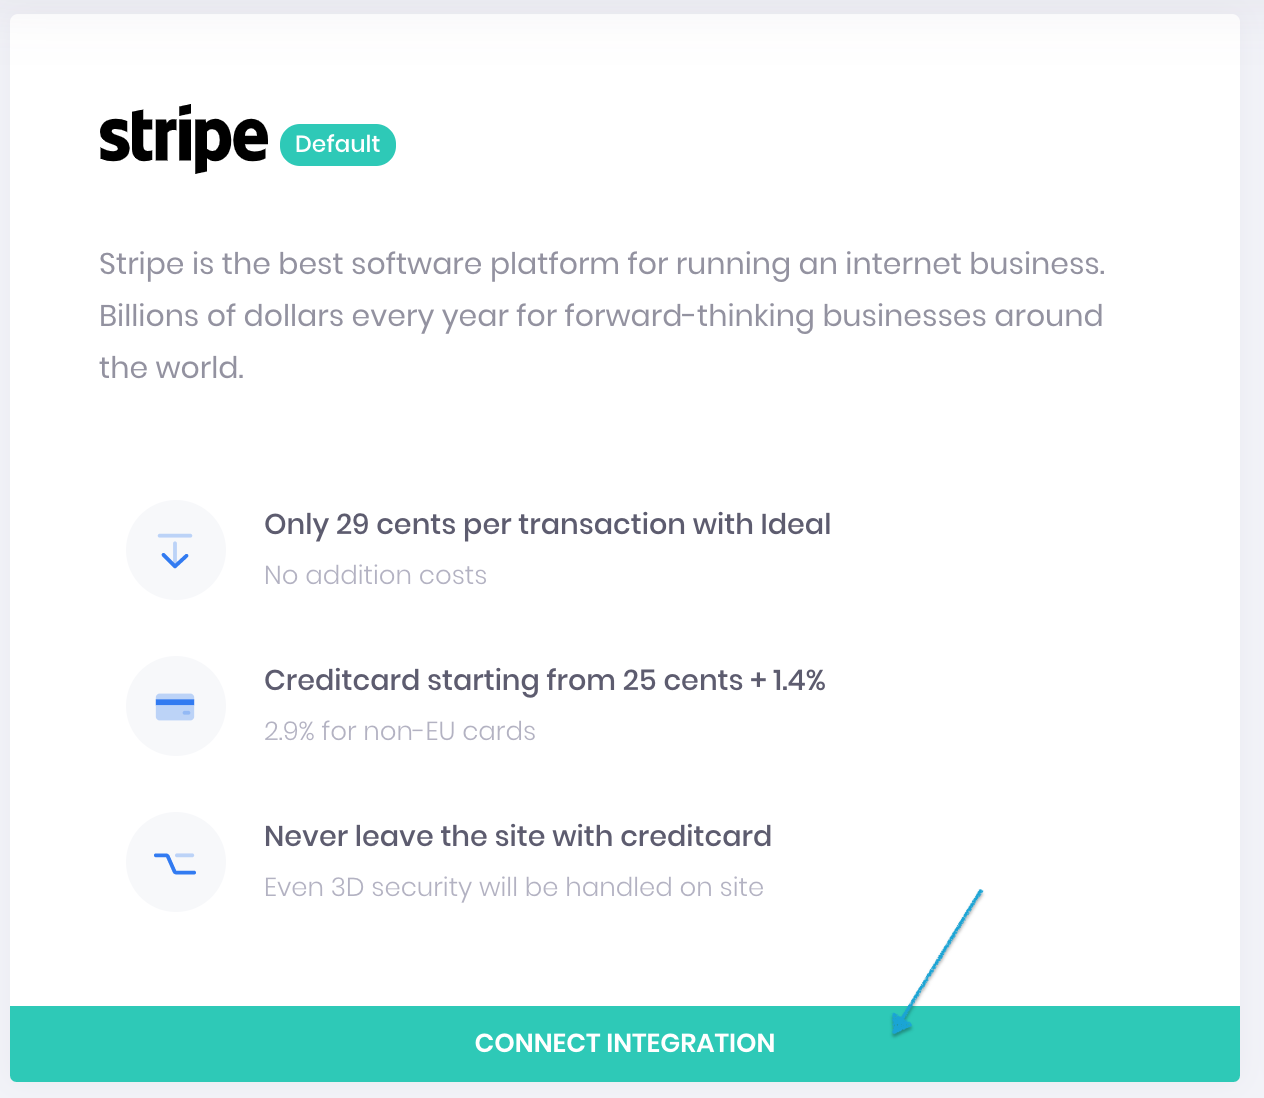 stripe Default
Stripe is the best software platform for running an internet business.
Billions of dollars every year for forward-thinking businesses around
the world.
Only 29 cents per transaction with Ideal
No addition costs
Creditcard starting from 25 cents + 1.4%
2.9% for non-EU cards
Never leave the site with creditcard
Even 3D security will be handled on site
CONNECT INTEGRATION